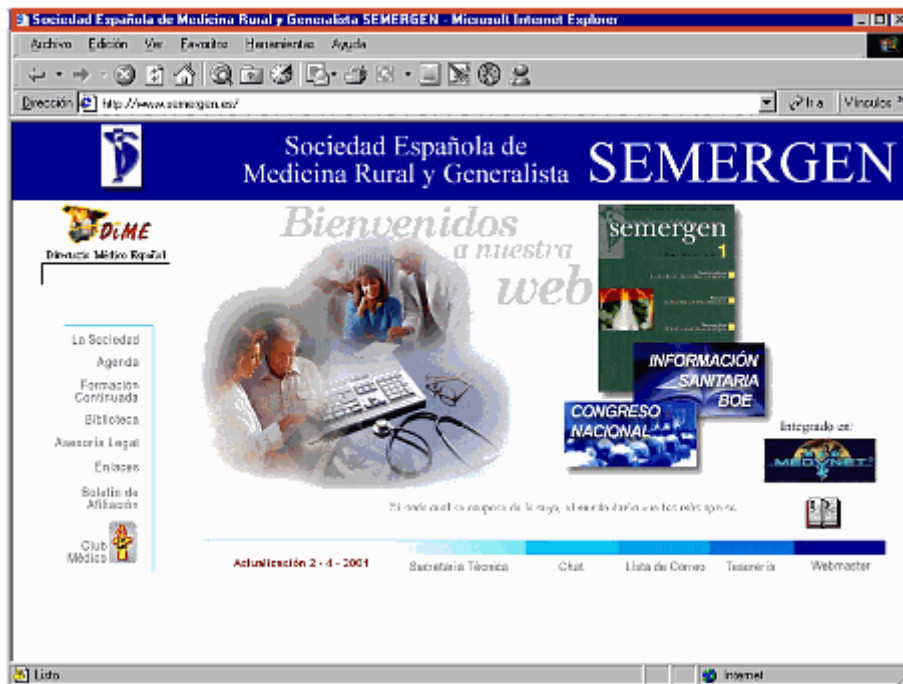 Sociedad Española de Medicina Rural y Generalista SEMERGEN - Microsoft Internet Explorer
Archivo Edición Ver Favoritos Herramientas Ayuda
Dirección http://www.semergen.es/ Ir a Vínculos »
Sociedad Española de
Medicina Rural y Generalista SEMERGEN
DiME
Directorio Médico Español
Bienvenidos
a nuestra
web
semergen
1
La Sociedad
Agenda
Formación
Continuada
Biblioteca
Asesoría Legal
Enlaces
Boletín de
Afiliación
Club
Médico
INFORMACIÓN
SANITARIA
BOE
CONGRESO
NACIONAL
Integrado en:
MEDYNET
Actualización 2 - 4 - 2001 Secretaría Técnica Chat Lista de Correo Tesorería Webmaster
Listo Internet